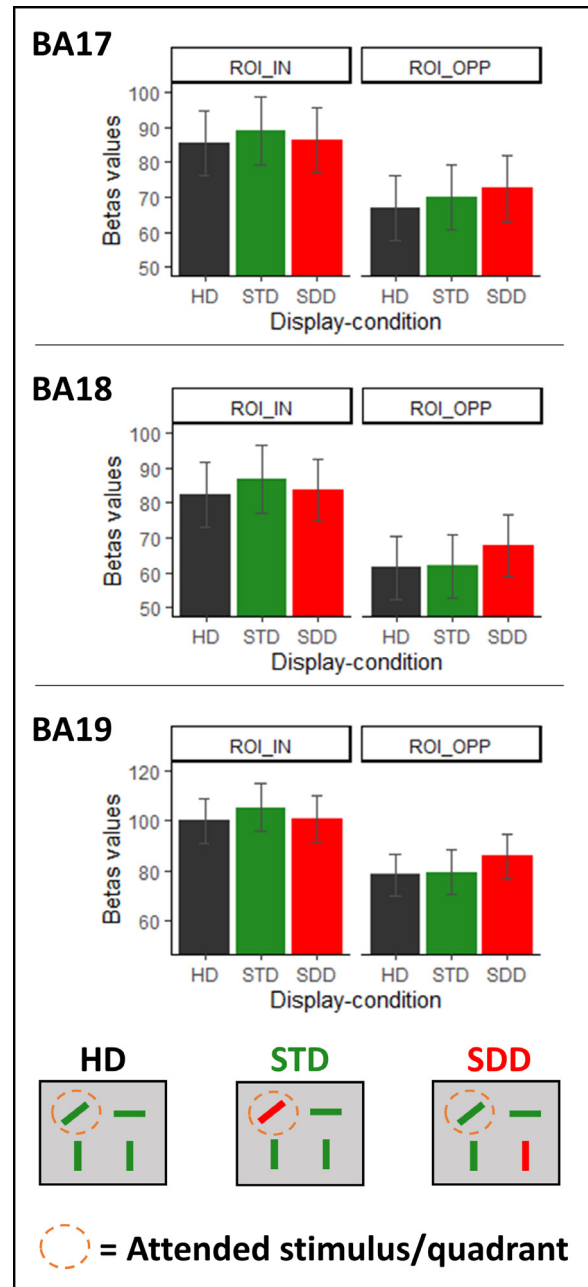 BA17
ROI_IN ROI_OPP
Betas values
100
90
80
70
60
50
HD STD SDD HD STD SDD
Display-condition
BA18
ROI_IN ROI_OPP
Betas values
100
90
80
70
60
50
HD STD SDD HD STD SDD
Display-condition
BA19
ROI_IN ROI_OPP
Betas values
120
100
80
60
HD STD SDD HD STD SDD
Display-condition
HD STD SDD
= Attended stimulus/quadrant